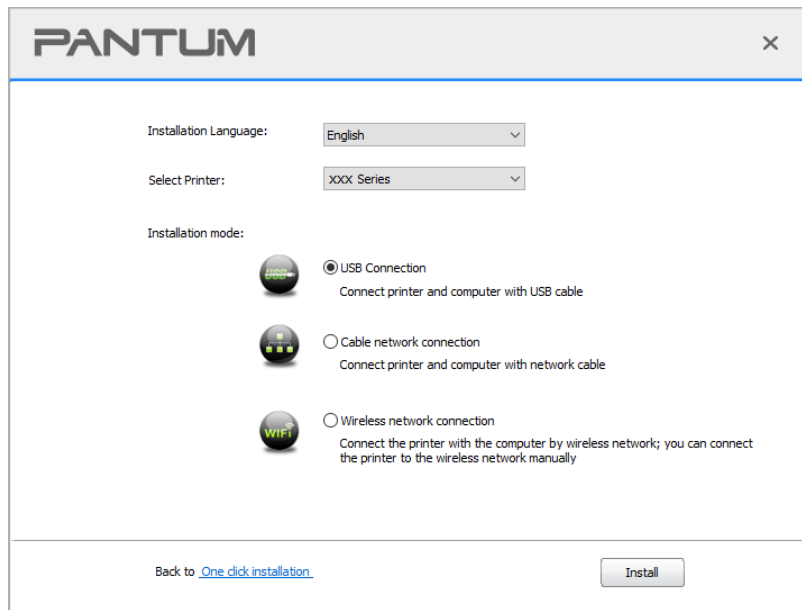 PANTUM
Installation Language:
English
Select Printer:
XXX Series
Installation mode:
USB
USB Connection
Connect printer and computer with USB cable
Cable network connection
Connect printer and computer with network cable
WIFI
Wireless network connection
Connect the printer with the computer by wireless network; you can connect
the printer to the wireless network manually
Back to One click installation
Install